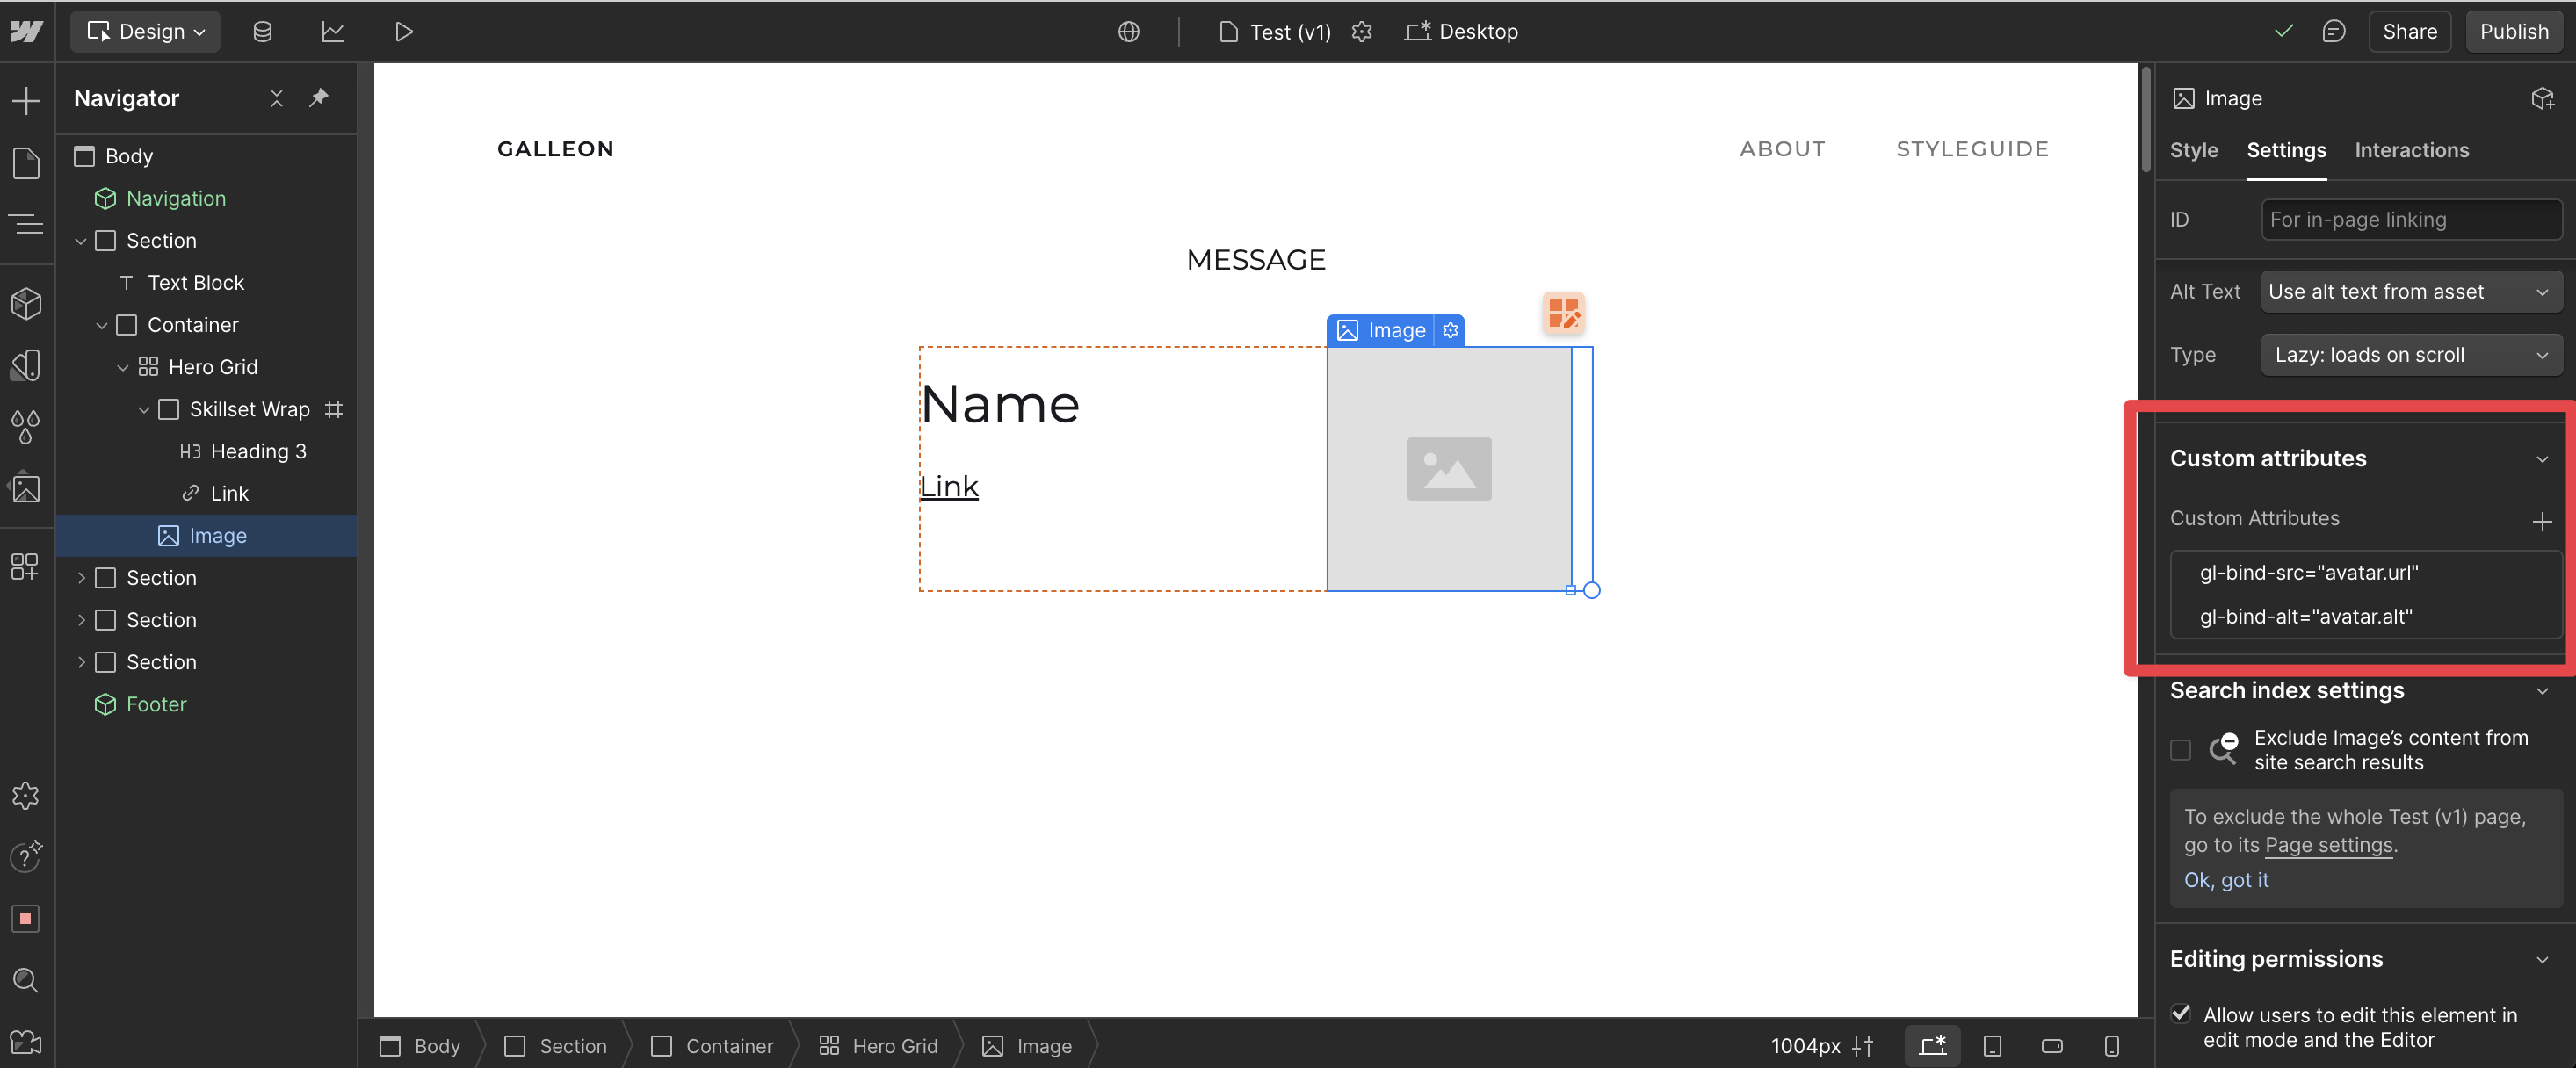 Design
Test (v1)
Desktop
Share
Publish
Navigator
Body
Navigation
Section
Text Block
Container
Hero Grid
Skillset Wrap
H3 Heading 3
Link
Image
Section
Section
Section
Footer
GALLEON
ABOUT
STYLEGUIDE
MESSAGE
Image
Name
Link
Body
Section
Container
Hero Grid
Image
1004px
Image
Style
Settings
Interactions
ID
For in-page linking
Alt Text
Use alt text from asset
Type
Lazy: loads on scroll
Custom attributes
Custom Attributes
gl-bind-src="avatar.url"
gl-bind-alt="avatar.alt"
Search index settings
Exclude Image’s content from
site search results
To exclude the whole Test (v1) page,
go to its Page settings.
Ok, got it
Editing permissions
Allow users to edit this element in
edit mode and the Editor